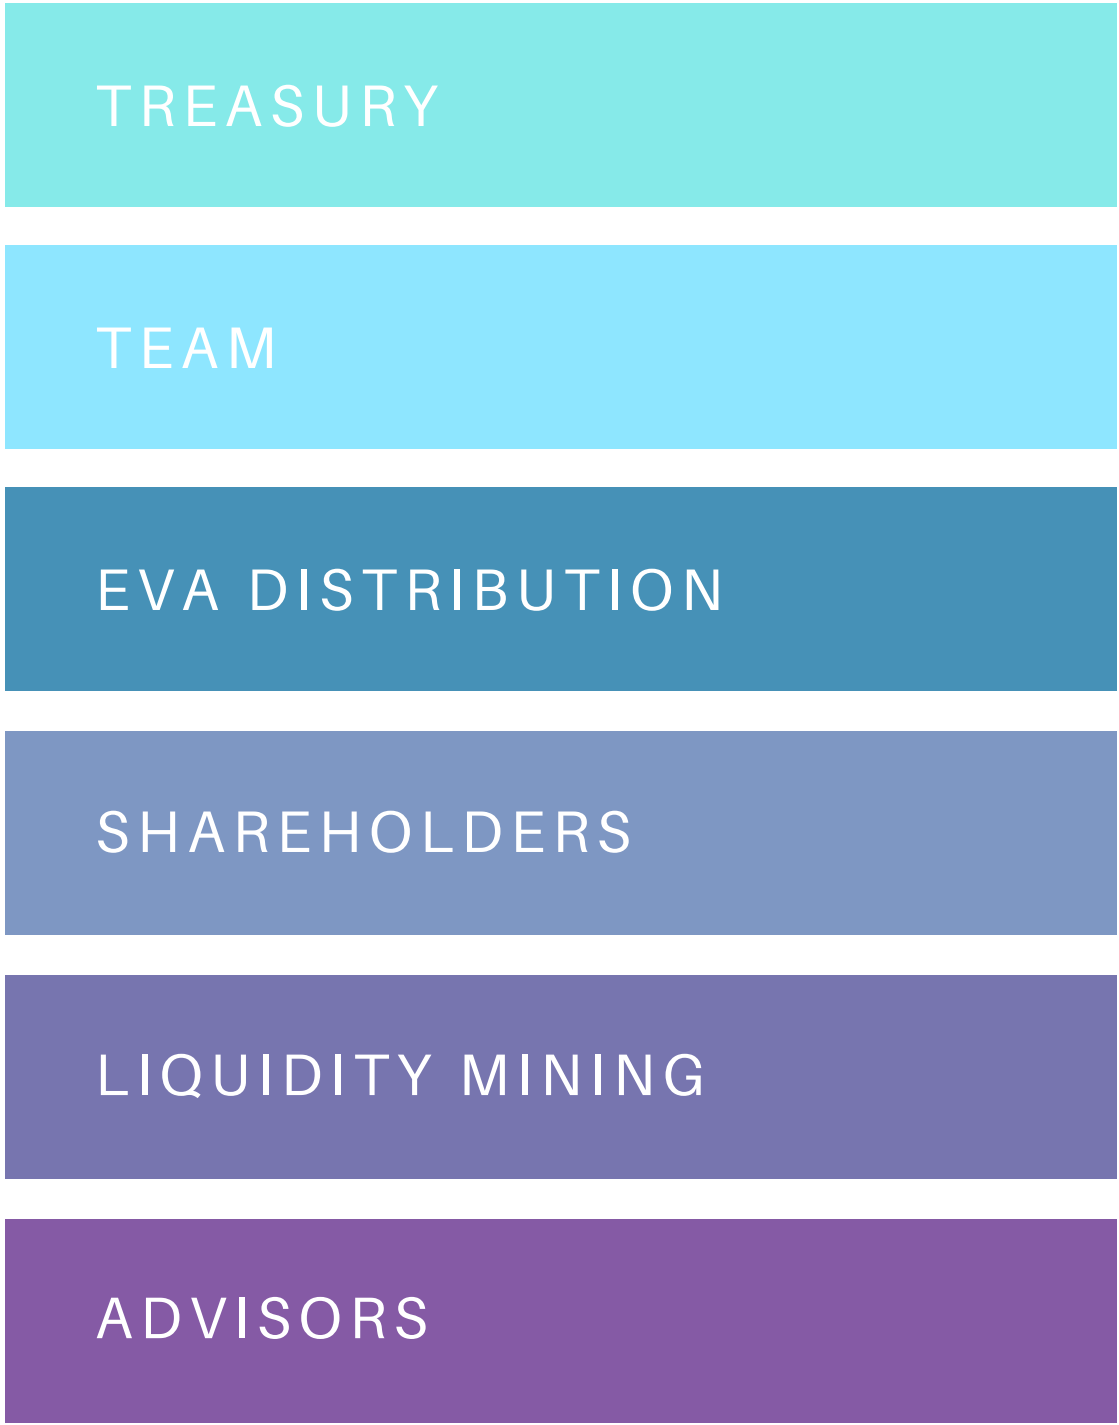 TREASURY
TEAM
EVA DISTRIBUTION
SHAREHOLDERS
LIQUIDITY MINING
ADVISORS